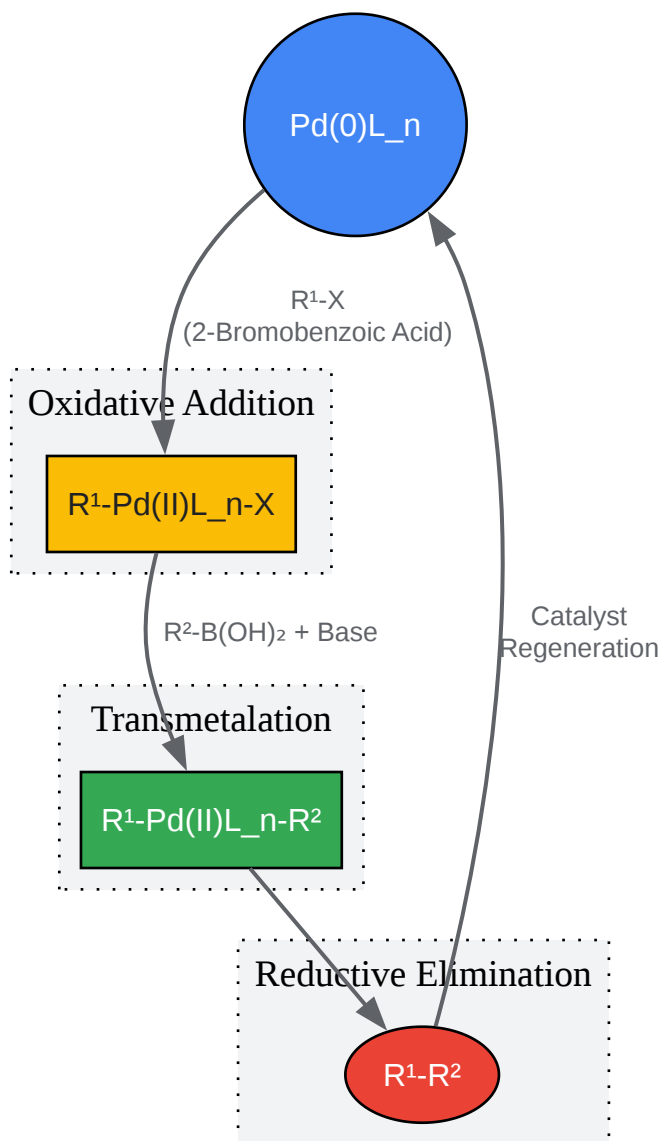 Pd(0)L_n
R¹-X
(2-Bromobenzoic Acid)
Oxidative Addition
R¹-Pd(II)L_n-X
R²-B(OH)₂ + Base
Catalyst
Regeneration
Transmetalation
R¹-Pd(II)L_n-R²
Reductive Elimination
R¹-R²